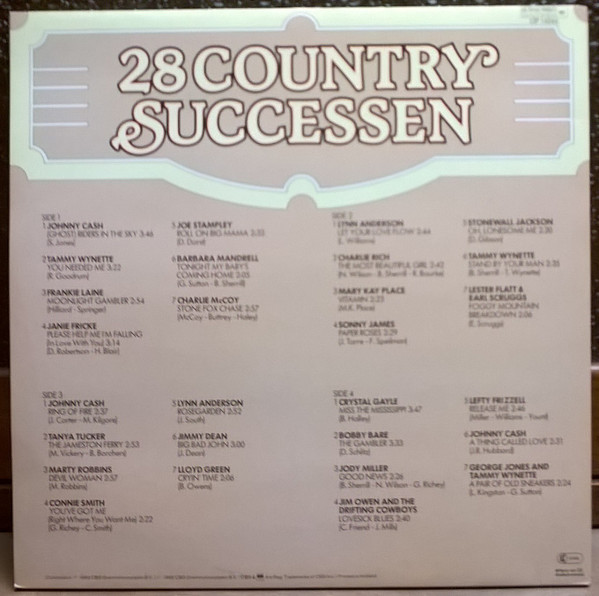 28 COUNTRY
SUCCESSEN
SIDE 1
1 JOHNNY CASH
(GHOST) RIDERS IN THE SKY 3:46
(S. Jones)
2 TAMMY WYNETTE
YOU NEEDED ME 3:22
(R. Goodrum)
3 FRANKIE LAINE
MOONLIGHT GAMBLER 2:54
(Hilliard - Springer)
4 JANIE FRICKE
PLEASE HELP ME I'M FALLING
(In Love With You) 3:14
(D. Robertson - H. Blair)
5 JOE STAMPLEY
ROLL ON BIG MAMA
(D. Darst)
6 BARBARA MANDRELL
TONIGHT MY BABY'S
COMING HOME 2:05
(G. Sutton - B. Sherrill)
7 CHARLIE McCOY
STONE FOX CHASE 2:57
(McCoy - Buttrey - Haley)
SIDE 2
1 LYNN ANDERSON
LET YOUR LOVE FLOW 2:44
(L. Williams)
2 CHARLIE RICH
THE MOST BEAUTIFUL GIRL 2:42
(N. Wilson - B. Sherrill - R. Bourke)
3 MARY KAY PLACE
VITAMIN 2:23
(M.K. Place)
4 SONNY JAMES
PAPER ROSES 2:29
(J. Torre - F. Spielman)
5 STONEWALL JACKSON
OH, LONESOME ME 2:35
(D. Gibson)
6 TAMMY WYNETTE
STAND BY YOUR MAN 2:38
(B. Sherrill - T. Wynette)
7 LESTER FLATT &
EARL SCRUGGS
FOGGY MOUNTAIN
BREAKDOWN 2:06
(E. Scruggs)
SIDE 3
1 JOHNNY CASH
RING OF FIRE 2:37
(J. Carter - M. Kilgore)
2 TANYA TUCKER
THE JAMESTON FERRY 2:53
(M. Vickery - B. Borchers)
3 MARTY ROBBINS
DEVIL WOMAN 2:57
(M. Robbins)
4 CONNIE SMITH
YOU'VE GOT ME
(Right Where You Want Me) 2:22
(G. Richey - C. Smith)
5 LYNN ANDERSON
ROSEGARDEN 2:52
(J. South)
6 JIMMY DEAN
BIG BAD JOHN 3:00
(J. Dean)
7 LLOYD GREEN
CRYIN' TIME 2:06
(B. Owens)
SIDE 4
1 CRYSTAL GAYLE
MISS THE MISSISSIPPI 3:47
(B. Halley)
2 BOBBY BARE
THE GAMBLER 3:33
(D. Schlitz)
3 JODY MILLER
GOOD NEWS 2:26
(B. Sherrill - N. Wilson - G. Richey)
4 JIM OWEN AND THE
DRIFTING COWBOYS
LOVESICK BLUES 2:40
(C. Friend - J. Mills)
5 LEFTY FRIZZELL
RELEASE ME 2:46
(Miller - Williams - Yount)
6 JOHNNY CASH
A THING CALLED LOVE 2:31
(J.R. Hubbard)
7 GEORGE JONES AND
TAMMY WYNETTE
A PAIR OF OLD SNEAKERS 2:24
(L. Kingston - G. Sutton)